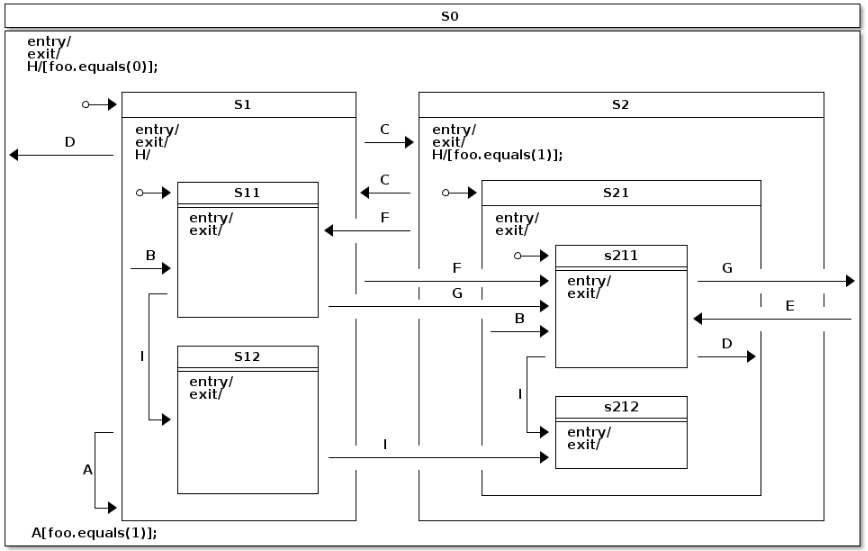 S0
entry/
exit/
H/[foo.equals(0)];
S1
S2
entry/
exit/
H/
D
C
entry/
exit/
H/[foo.equals(1)];
S11
C
S21
entry/
exit/
F
entry/
exit/
B
s211
F
G
entry/
exit/
G
E
B
D
I
S12
I
entry/
exit/
s212
entry/
exit/
I
A
A[foo.equals(1)];